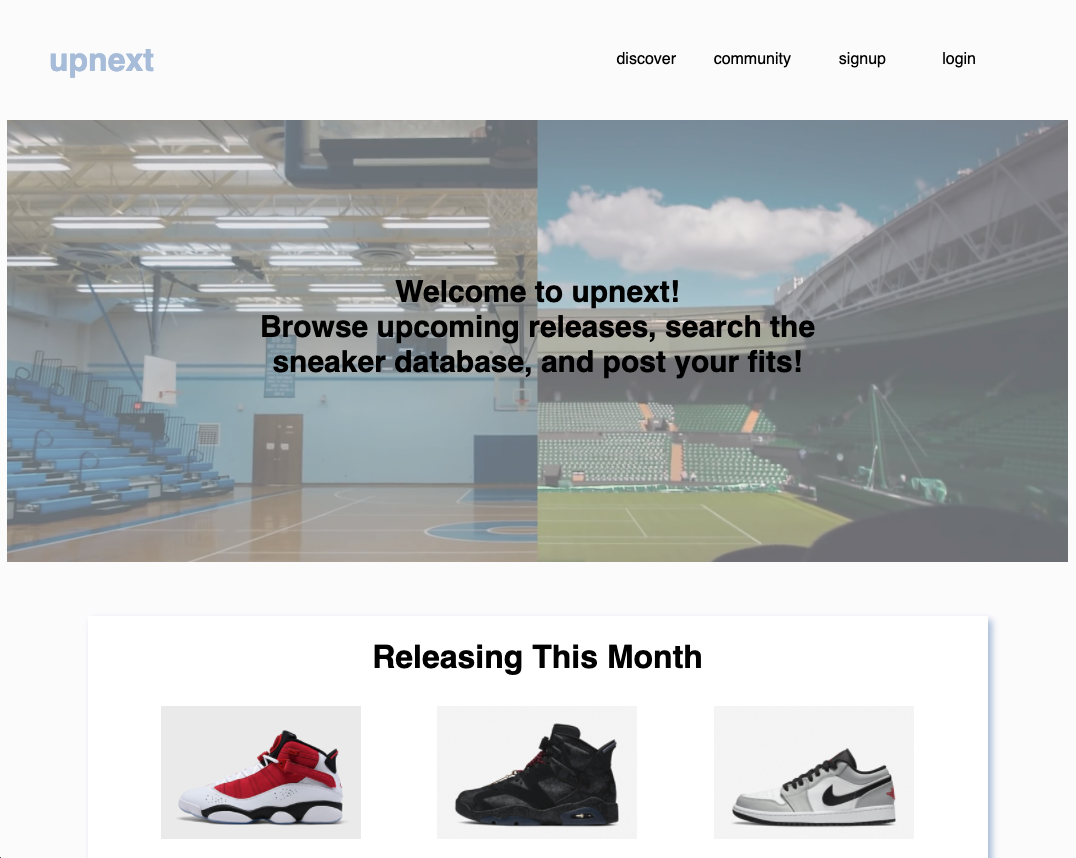 upnext
discover community signup login
Welcome to upnext!
Browse upcoming releases, search the
sneaker database, and post your fits!
Releasing This Month